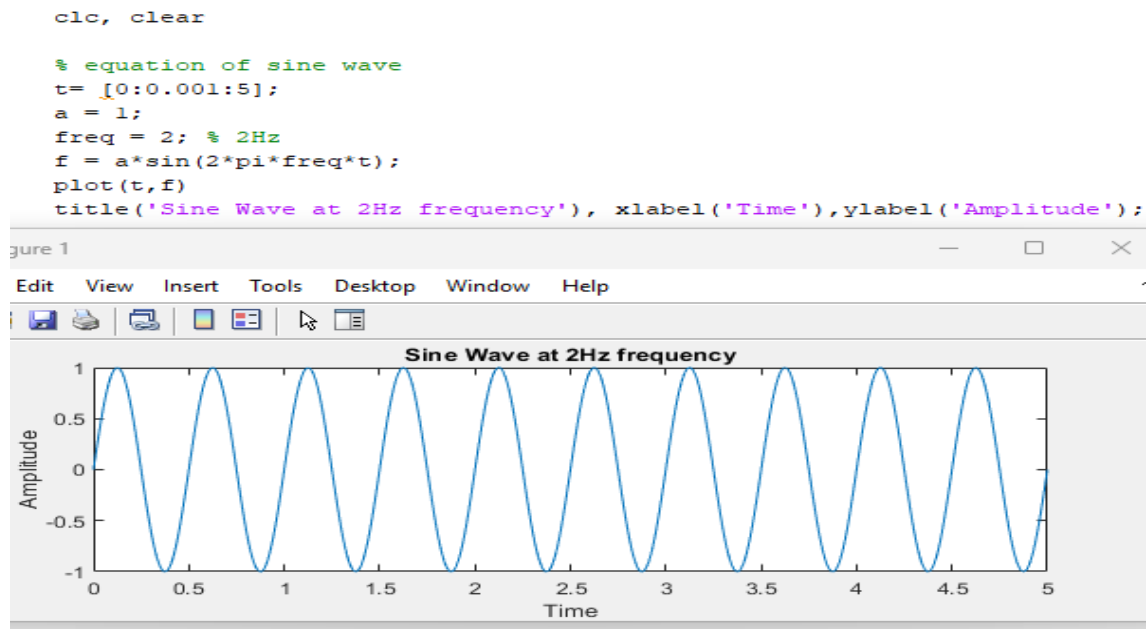 clc, clear
% equation of sine wave
t= [0:0.001:5];
a = 1;
freq = 2; % 2Hz
f = a*sin(2*pi*freq*t);
plot(t,f)
title('Sine Wave at 2Hz frequency'), xlabel('Time'),ylabel('Amplitude');
gure 1
Edit View Insert Tools Desktop Window Help
Sine Wave at 2Hz frequency
1
0.5
0
-0.5
-1
Amplitude
0 0.5 1 1.5 2 2.5 3 3.5 4 4.5 5
Time